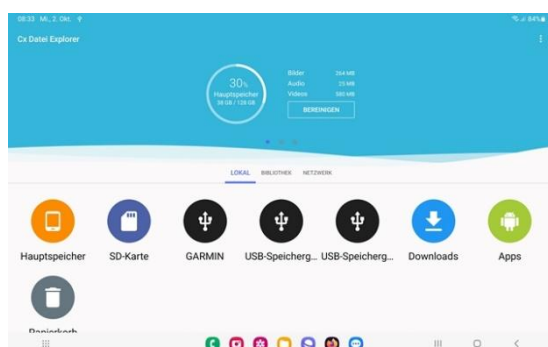 08:33 Mi., 2. Okt.
84%
Cx Datei Explorer
30%
Hauptspeicher
38 GB / 128 GB
Bilder 264 MB
Audio 25 MB
Videos 580 MB
BEREINIGEN
LOKAL BIBLIOTHEK NETZWERK
Hauptspeicher SD-Karte GARMIN USB-Speicherg... USB-Speicherg... Downloads Apps
Papierkorb